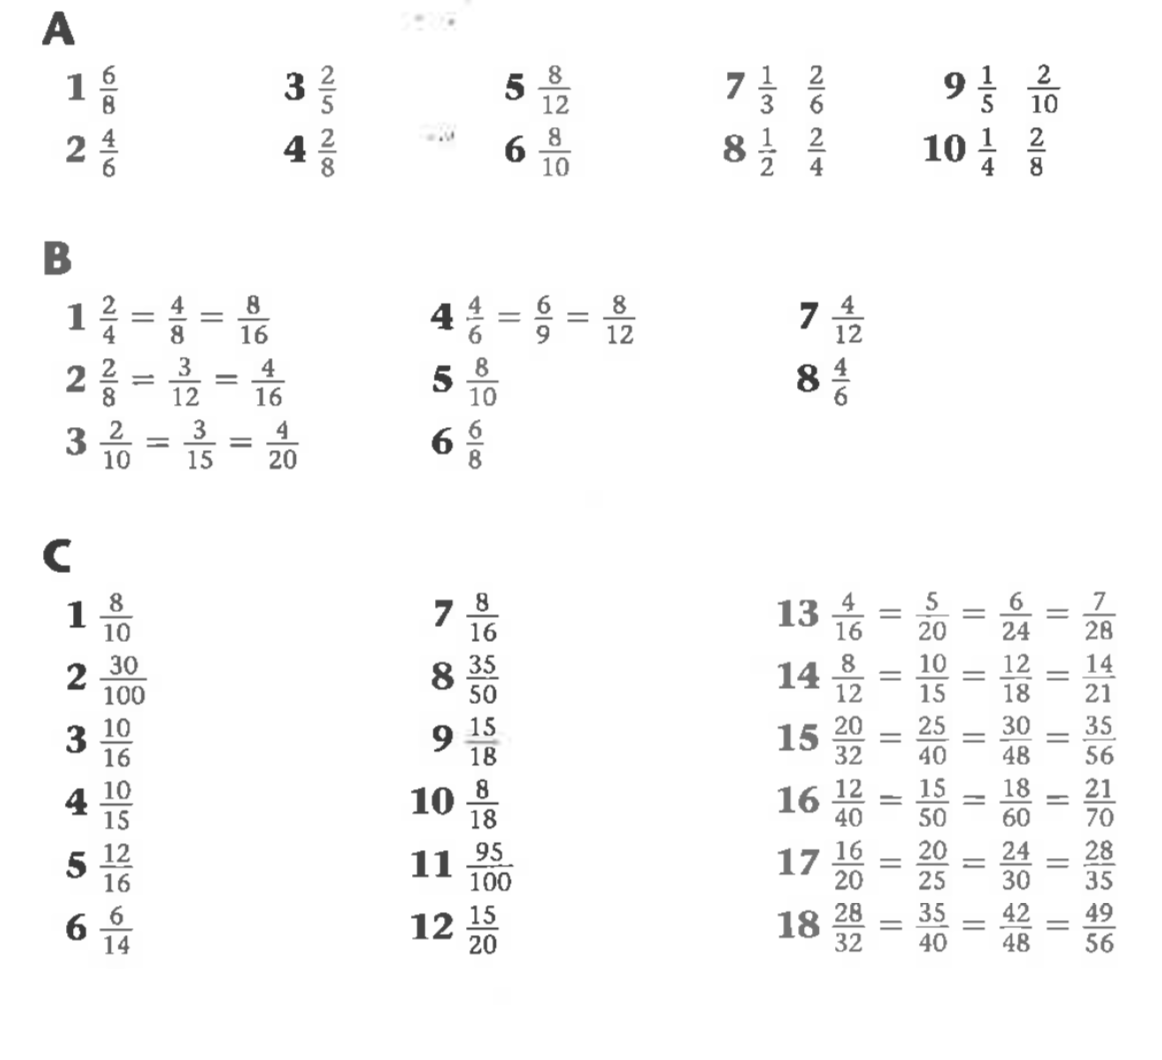 A
1 6/8 3 2/5 5 8/12 7 1/3 2/6 9 1/5 2/10
2 4/6 4 2/8 6 8/10 8 1/2 2/4 10 1/4 2/8
B
1 2/4 = 4/8 = 8/16 4 4/6 = 6/9 = 8/12 7 4/12
2 2/8 = 3/12 = 4/16 5 8/10 8 4/6
3 2/10 = 3/15 = 4/20 6 6/8
C
1 8/10 7 8/16 13 4/16 = 5/20 = 6/24 = 7/28
2 30/100 8 35/50 14 8/12 = 10/15 = 12/18 = 14/21
3 10/16 9 15/18 15 20/32 = 25/40 = 30/48 = 35/56
4 10/15 10 8/18 16 12/40 = 15/50 = 18/60 = 21/70
5 12/16 11 95/100 17 16/20 = 20/25 = 24/30 = 28/35
6 6/14 12 15/20 18 28/32 = 35/40 = 42/48 = 49/56